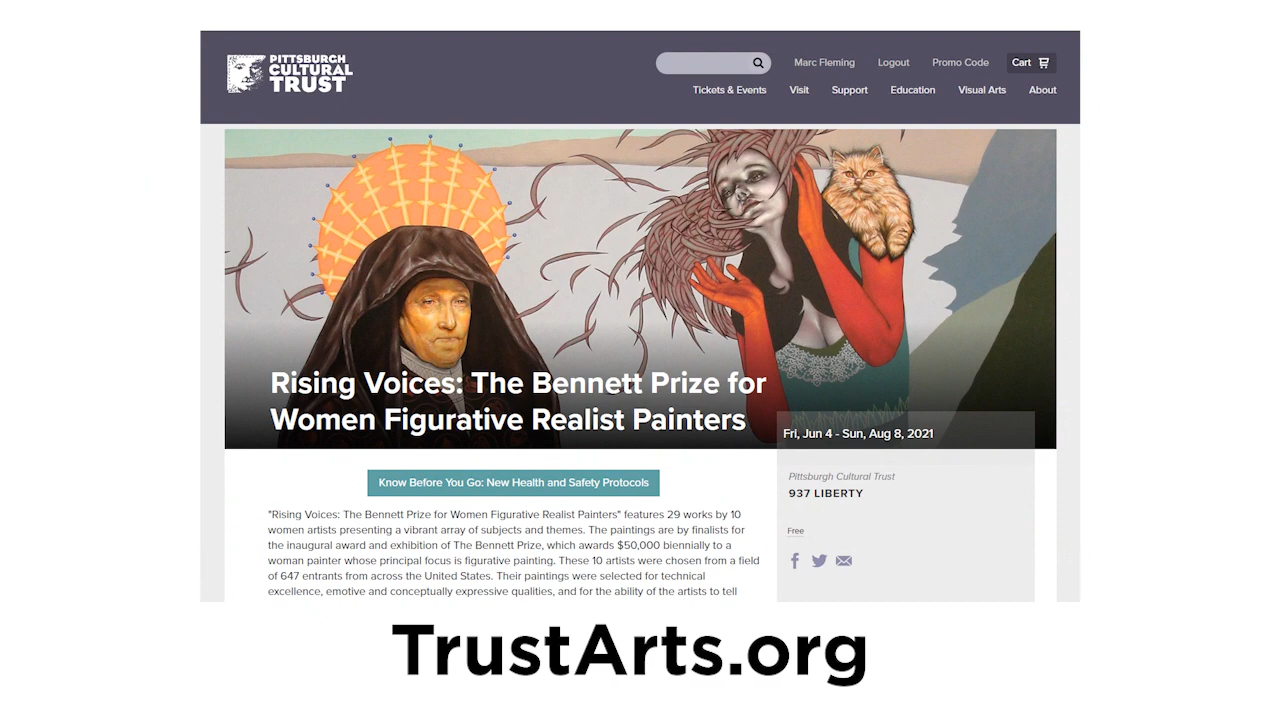 PITTSBURGH
CULTURAL
TRUST
Marc Fleming Logout Promo Code Cart
Tickets & Events Visit Support Education Visual Arts About
Rising Voices: The Bennett Prize for
Women Figurative Realist Painters
Fri, Jun 4 - Sun, Aug 8, 2021
Pittsburgh Cultural Trust
937 LIBERTY
Free
Know Before You Go: New Health and Safety Protocols
"Rising Voices: The Bennett Prize for Women Figurative Realist Painters" features 29 works by 10
women artists presenting a vibrant array of subjects and themes. The paintings are by finalists for
the inaugural award and exhibition of The Bennett Prize, which awards $50,000 biennially to a
woman painter whose principal focus is figurative painting. These 10 artists were chosen from a field
of 647 entrants from across the United States. Their paintings were selected for technical
excellence, emotive and conceptually expressive qualities, and for the ability of the artists to tell
TrustArts.org